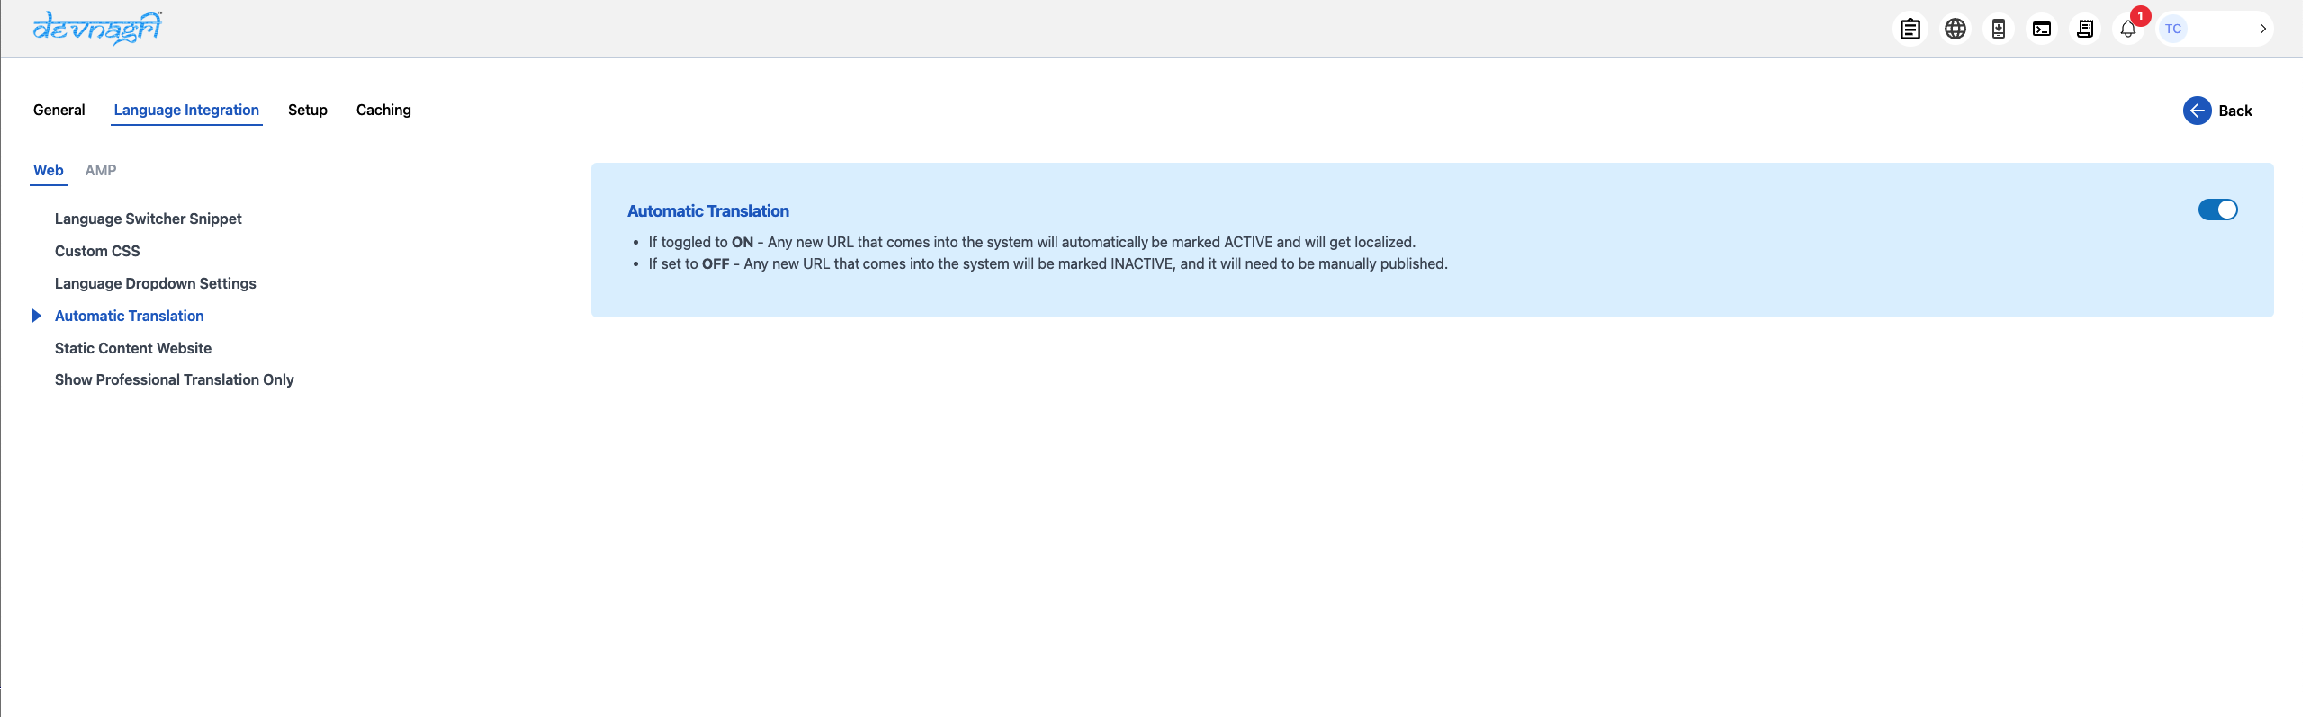 devnagri
1
TC
General Language Integration Setup Caching
Back
Web AMP
Language Switcher Snippet
Custom CSS
Language Dropdown Settings
Automatic Translation
Static Content Website
Show Professional Translation Only
Automatic Translation
• If toggled to ON - Any new URL that comes into the system will automatically be marked ACTIVE and will get localized.
• If set to OFF - Any new URL that comes into the system will be marked INACTIVE, and it will need to be manually published.